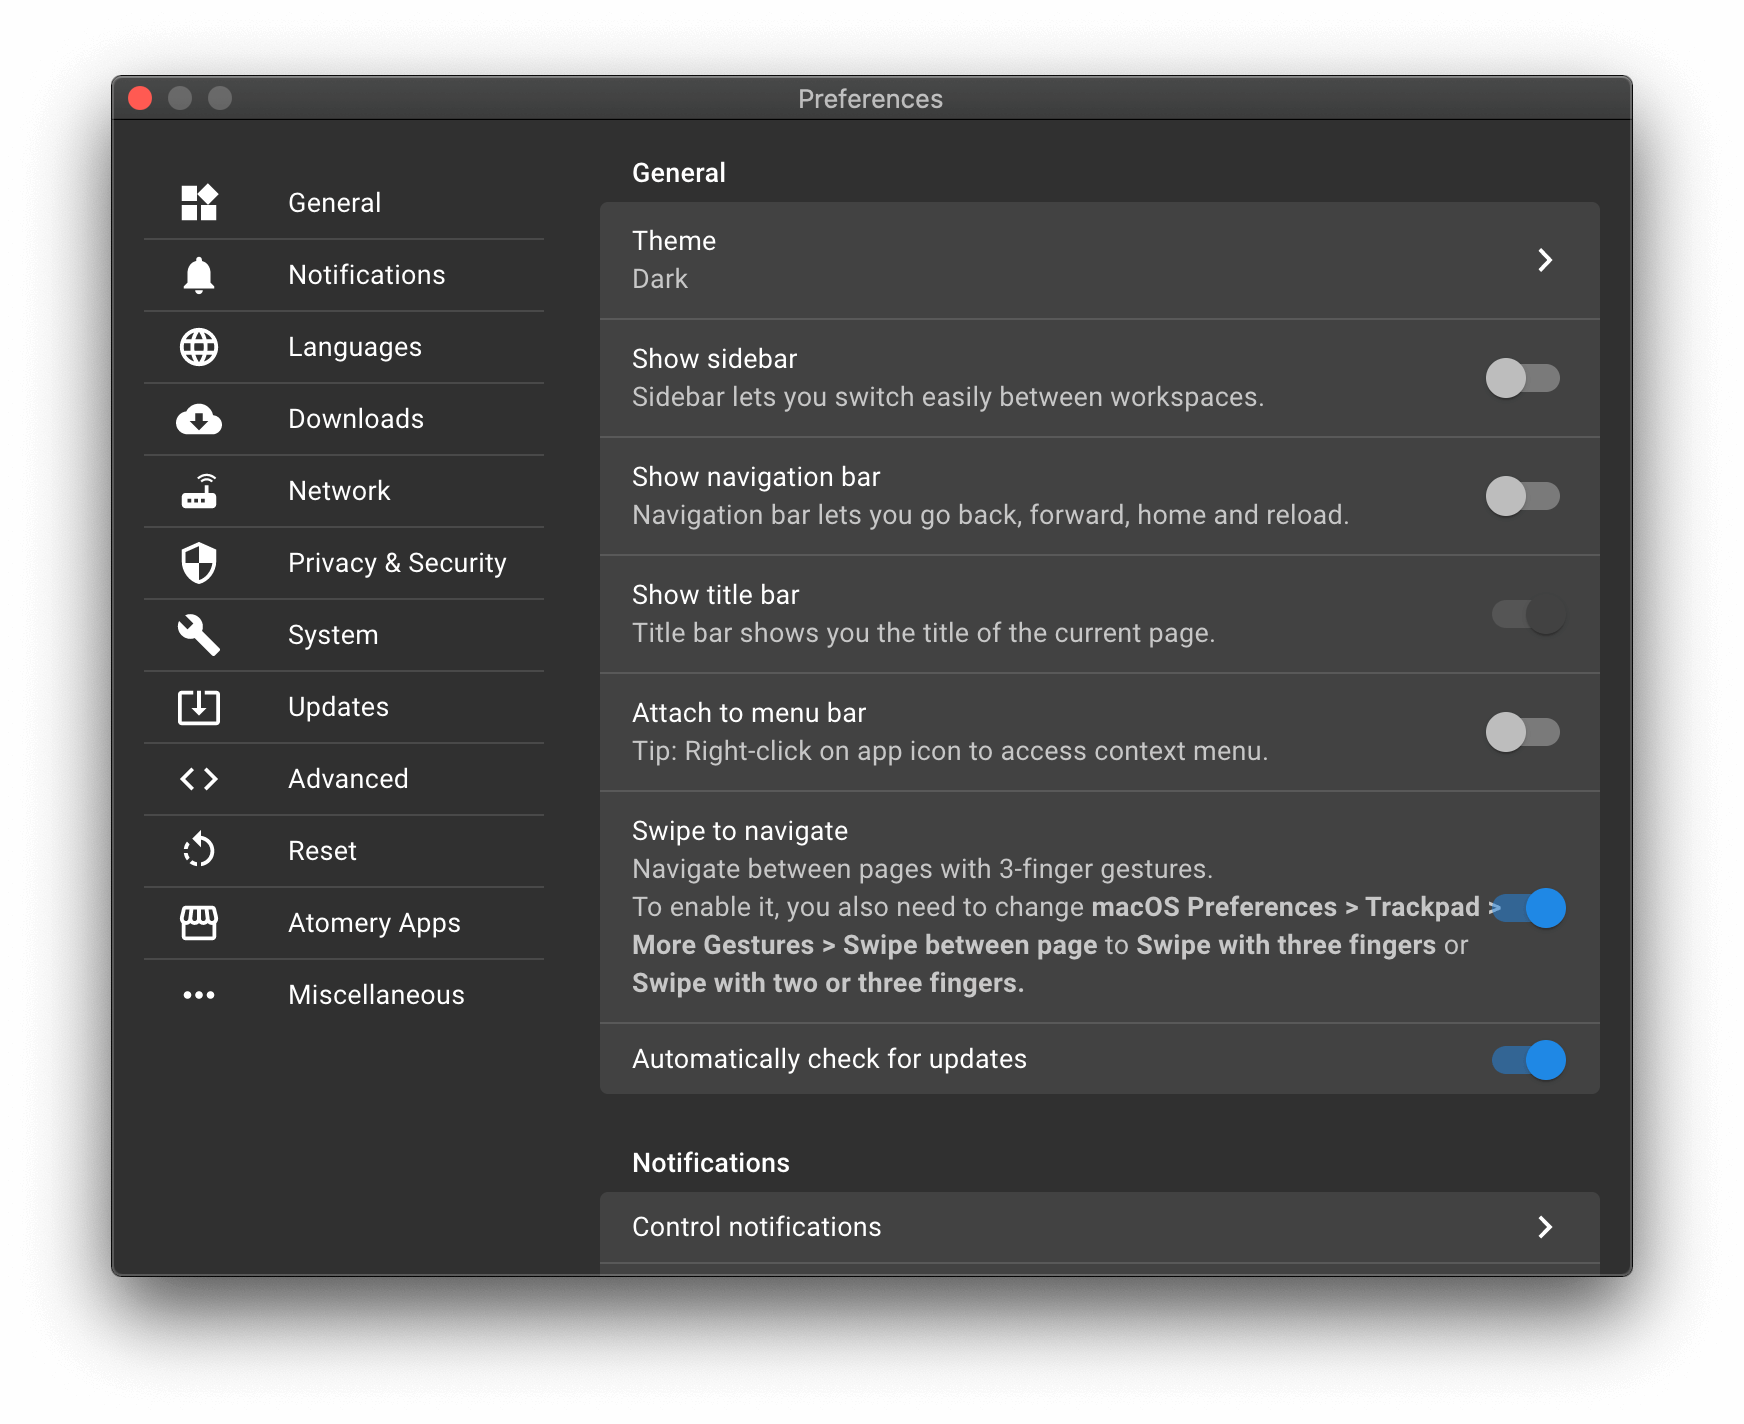 Preferences
General
Notifications
Languages
Downloads
Network
Privacy & Security
System
Updates
Advanced
Reset
Atomery Apps
Miscellaneous
General
Theme
Dark
Show sidebar
Sidebar lets you switch easily between workspaces.
Show navigation bar
Navigation bar lets you go back, forward, home and reload.
Show title bar
Title bar shows you the title of the current page.
Attach to menu bar
Tip: Right-click on app icon to access context menu.
Swipe to navigate
Navigate between pages with 3-finger gestures.
To enable it, you also need to change macOS Preferences > Trackpad >
More Gestures > Swipe between page to Swipe with three fingers or
Swipe with two or three fingers.
Automatically check for updates
Notifications
Control notifications